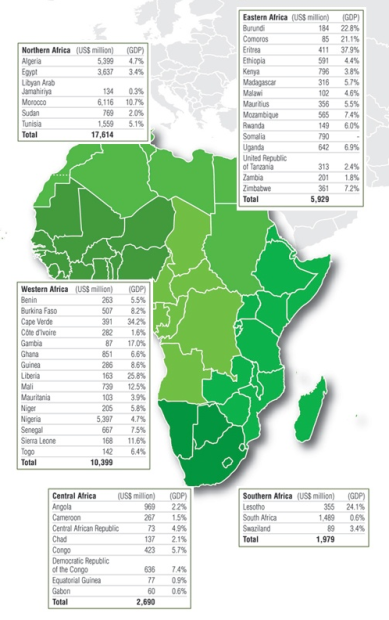 Eastern Africa (US$ million) (GDP)
Burundi 184 22.8%
Comoros 85 21.1%
Eritrea 411 37.9%
Ethiopia 591 4.4%
Kenya 796 3.8%
Madagascar 316 5.7%
Malawi 102 4.6%
Mauritius 356 5.5%
Mozambique 565 7.4%
Rwanda 149 6.0%
Somalia 790 -
Uganda 642 6.9%
United Republic
of Tanzania 313 2.4%
Zambia 201 1.8%
Zimbabwe 361 7.2%
Total 5,929
Northern Africa (US$ million) (GDP)
Algeria 5,399 4.7%
Egypt 3,637 3.4%
Libyan Arab
Jamahiriya 134 0.3%
Morocco 6,116 10.7%
Sudan 769 2.0%
Tunisia 1,559 5.1%
Total 17,614
Western Africa (US$ million) (GDP)
Benin 263 5.5%
Burkina Faso 507 8.2%
Cape Verde 391 34.2%
Côte d'Ivoire 282 1.6%
Gambia 87 17.0%
Ghana 851 6.6%
Guinea 286 8.6%
Liberia 163 25.8%
Mali 739 12.5%
Mauritania 103 3.9%
Niger 205 5.8%
Nigeria 5,397 4.7%
Senegal 667 7.5%
Sierra Leone 168 11.6%
Togo 142 6.4%
Total 10,399
Central Africa (US$ million) (GDP)
Angola 969 2.2%
Cameroon 267 1.5%
Central African Republic 73 4.9%
Chad 137 2.1%
Congo 423 5.7%
Democratic Republic
of the Congo 636 7.4%
Equatorial Guinea 77 0.9%
Gabon 60 0.6%
Total 2,690
Southern Africa (US$ million) (GDP)
Lesotho 355 24.1%
South Africa 1,489 0.6%
Swaziland 89 3.4%
Total 1,979